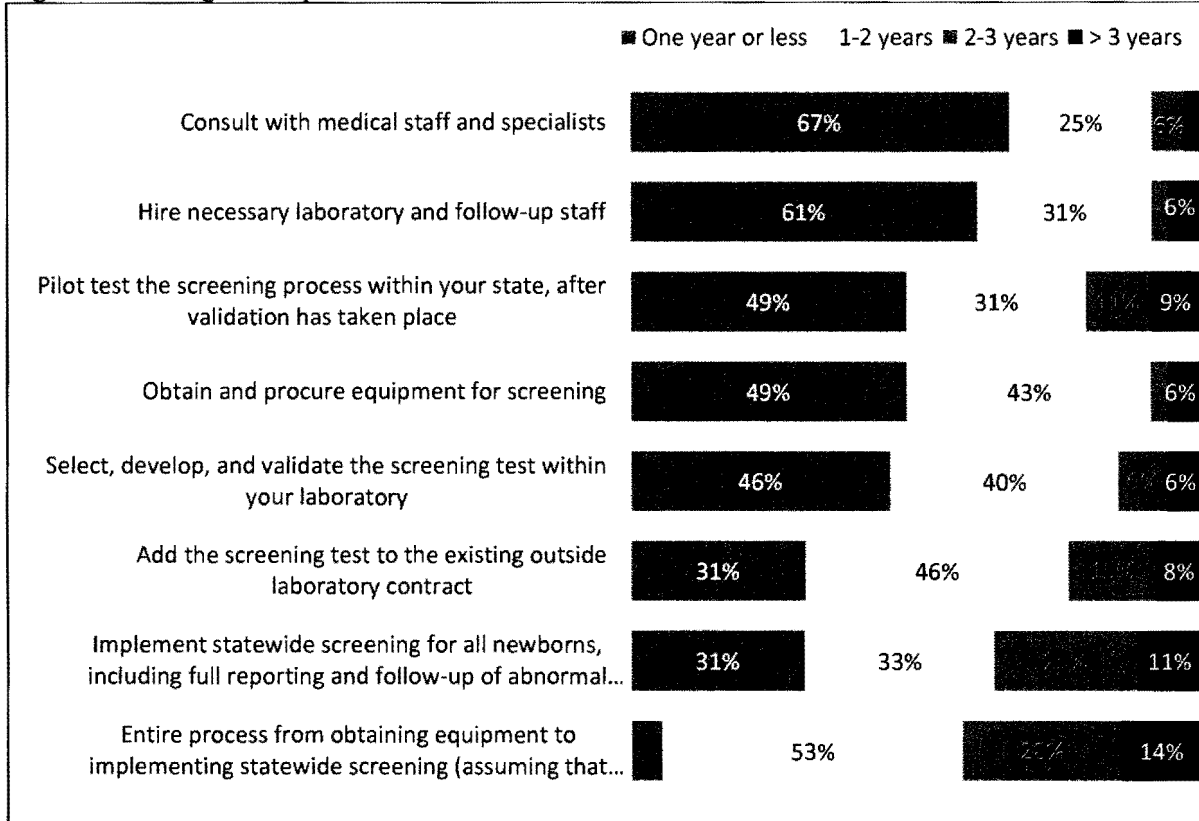 One year or less 1-2 years 2-3 years > 3 years
Consult with medical staff and specialists
67% 25% 6%
Hire necessary laboratory and follow-up staff
61% 31% 6%
Pilot test the screening process within your state, after
validation has taken place
49% 31% 11% 9%
Obtain and procure equipment for screening
49% 43% 6%
Select, develop, and validate the screening test within
your laboratory
46% 40% 6%
Add the screening test to the existing outside
laboratory contract
31% 46% 8%
Implement statewide screening for all newborns,
including full reporting and follow-up of abnormal...
31% 33% 11%
Entire process from obtaining equipment to
implementing statewide screening (assuming that...
53% 14%